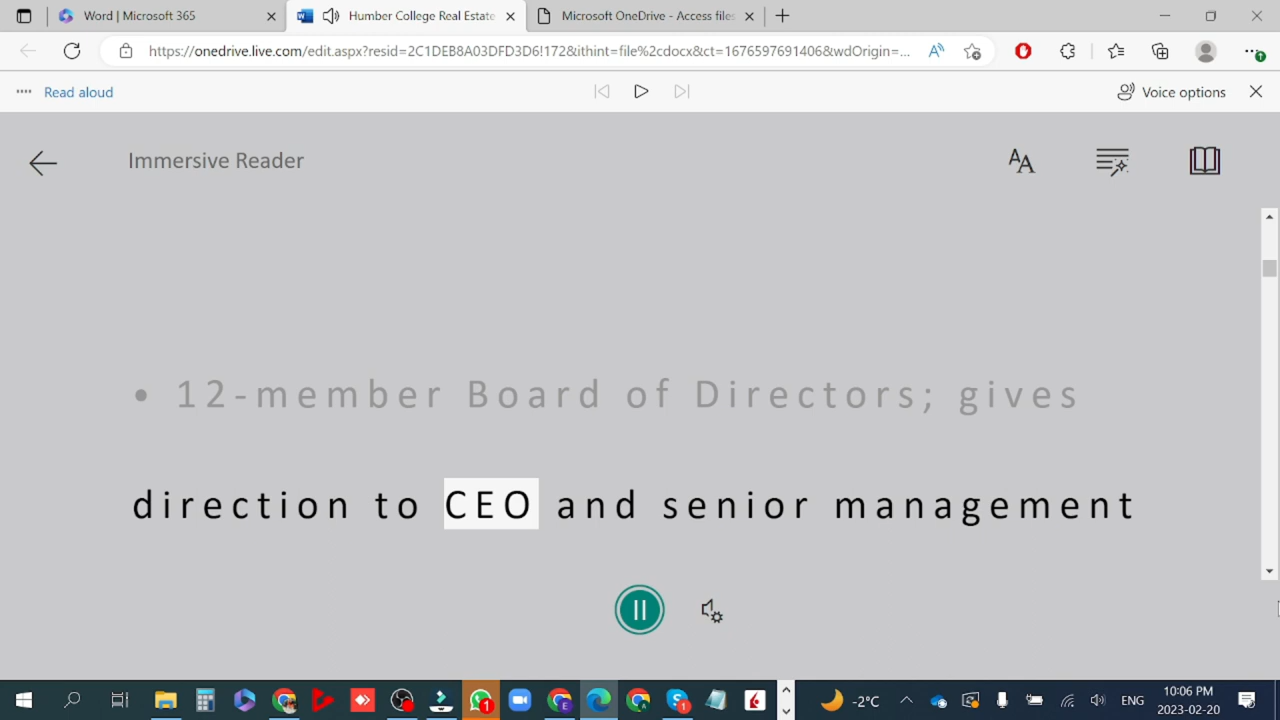 Word | Microsoft 365
Humber College Real Estate
Microsoft OneDrive - Access files
https://onedrive.live.com/edit.aspx?resid=2C1DEB8A03DFD3D6!172&ithint=file%2cdocx&ct=1676597691406&wdOrigin=...
Read aloud
Voice options
Immersive Reader
• 12-member Board of Directors; gives
direction to CEO and senior management
-2°C
ENG
10:06 PM
2023-02-20